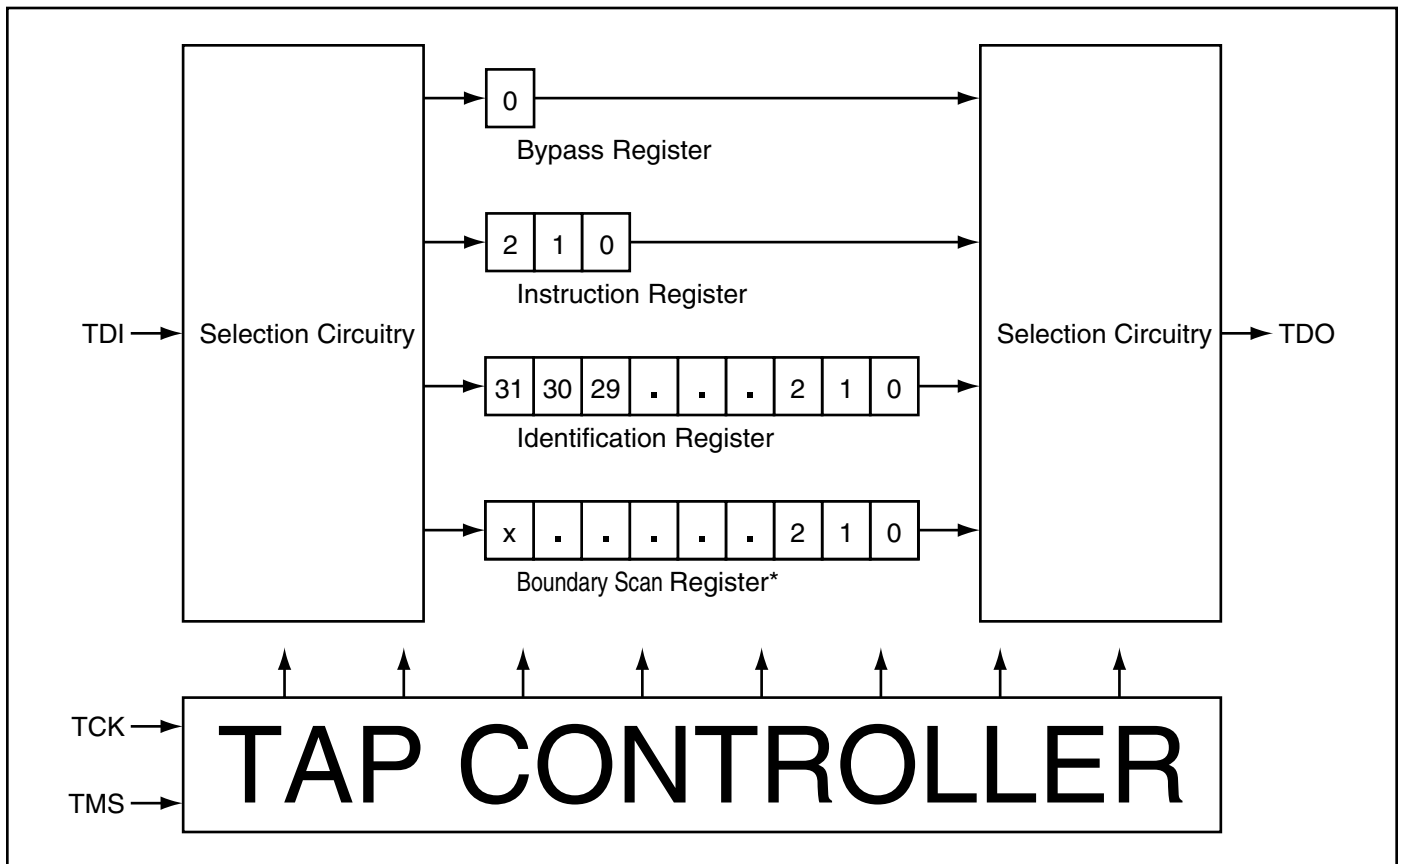 0
Bypass Register
2 1 0
Instruction Register
TDI
Selection Circuitry
Selection Circuitry
TDO
31 30 29 . . . 2 1 0
Identification Register
x . . . . . 2 1 0
Boundary Scan Register*
TCK
TAP CONTROLLER
TMS